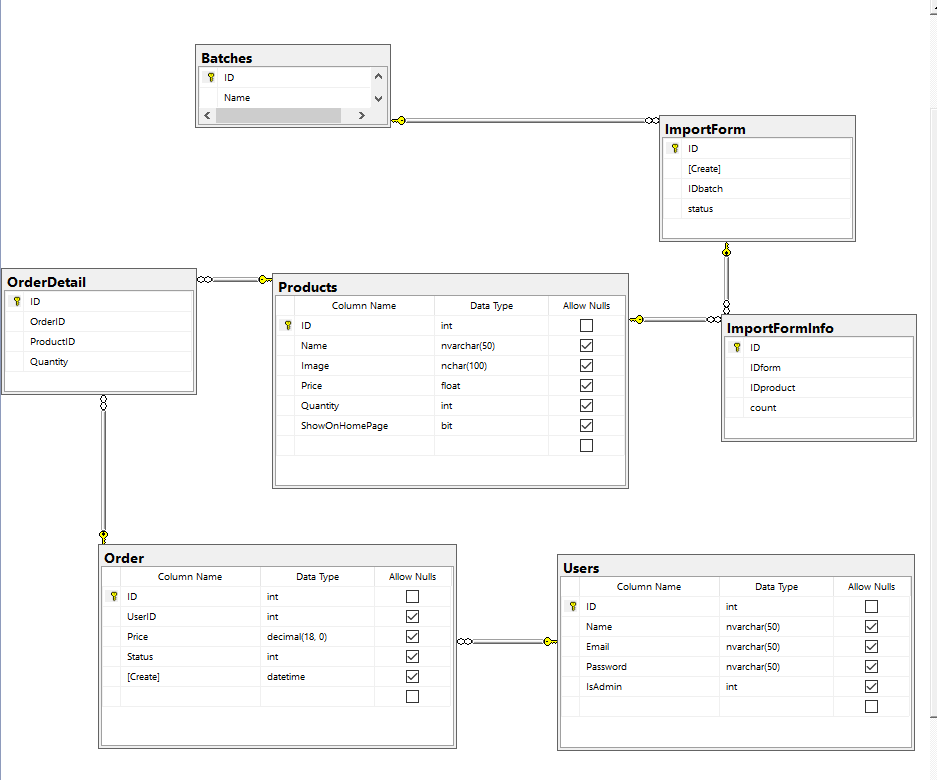 Batches
ID
Name
ImportForm
ID
[Create]
IDbatch
status
OrderDetail
ID
OrderID
ProductID
Quantity
Products
Column Name Data Type Allow Nulls
ID int
Name nvarchar(50)
Image nchar(100)
Price float
Quantity int
ShowOnHomePage bit
ImportFormInfo
ID
IDform
IDproduct
count
Order
Column Name Data Type Allow Nulls
ID int
UserID int
Price decimal(18, 0)
Status int
[Create] datetime
Users
Column Name Data Type Allow Nulls
ID int
Name nvarchar(50)
Email nvarchar(50)
Password nvarchar(50)
IsAdmin int